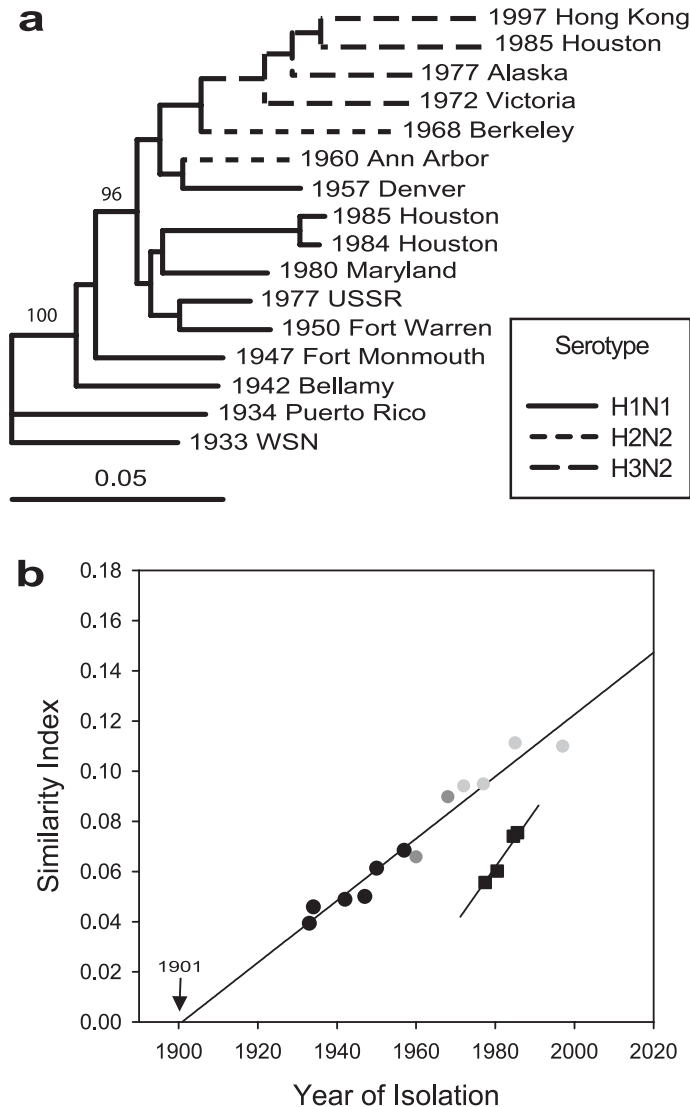 a
1997 Hong Kong
1985 Houston
1977 Alaska
1972 Victoria
1968 Berkeley
1960 Ann Arbor
1957 Denver
96
1985 Houston
1984 Houston
1980 Maryland
1977 USSR
100
1950 Fort Warren
1947 Fort Monmouth
1942 Bellamy
1934 Puerto Rico
1933 WSN
0.05
Serotype
H1N1
H2N2
H3N2
b
0.18
0.16
0.14
0.12
0.10
0.08
0.06
0.04
0.02
0.00
Similarity Index
1901
1900 1920 1940 1960 1980 2000 2020
Year of Isolation